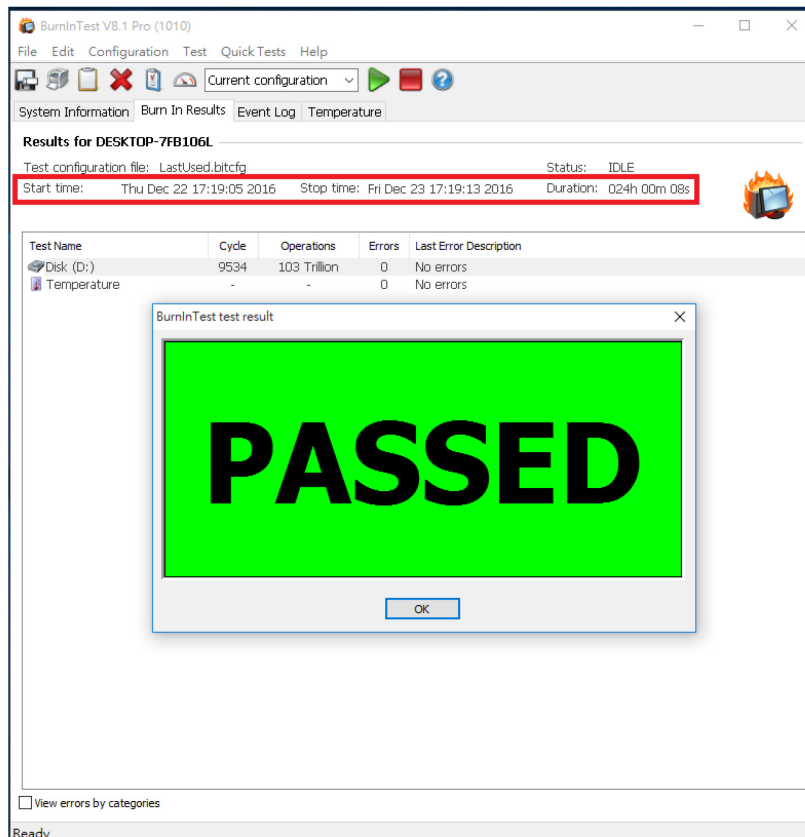 BurnInTest V8.1 Pro (1010)
File Edit Configuration Test Quick Tests Help
Current configuration
System Information Burn In Results Event Log Temperature
Results for DESKTOP-7FB106L
Test configuration file: LastUsed.bitcfg Status: IDLE
Start time: Thu Dec 22 17:19:05 2016 Stop time: Fri Dec 23 17:19:13 2016 Duration: 024h 00m 08s
Test Name Cycle Operations Errors Last Error Description
Disk (D:) 9534 103 Trillion 0 No errors
Temperature - - 0 No errors
BurnInTest test result
PASSED
OK
View errors by categories
Ready